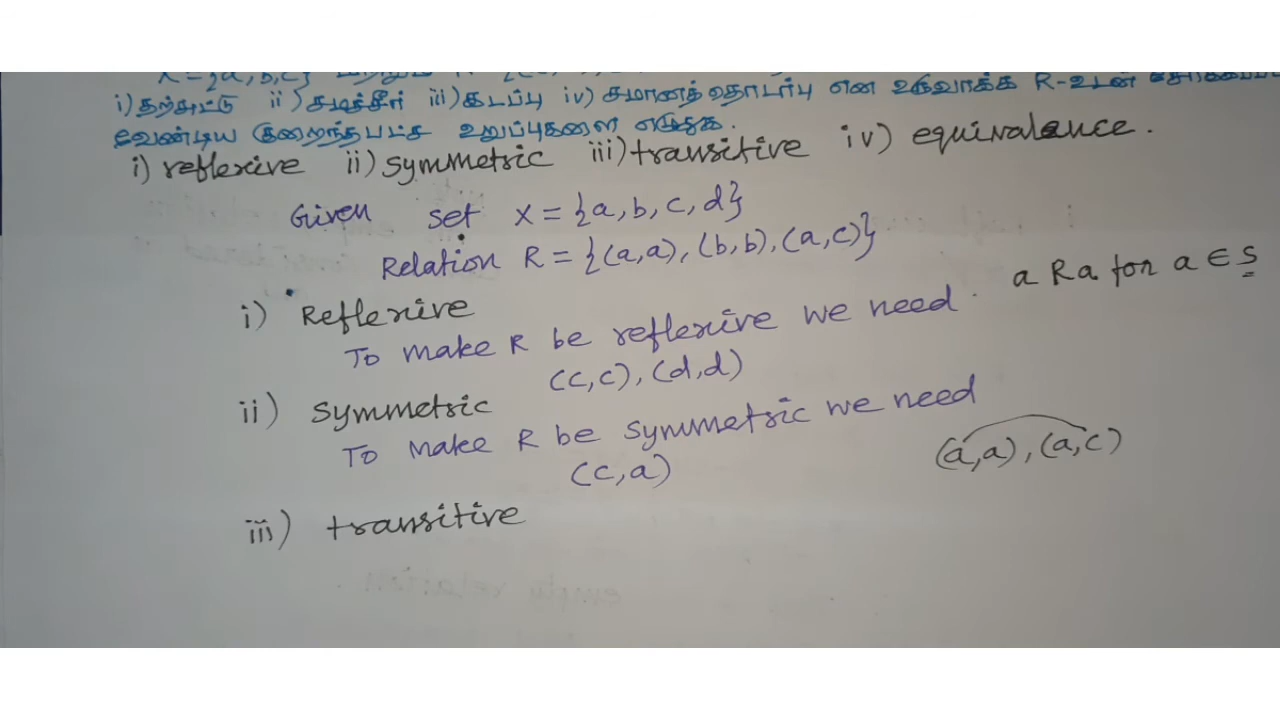 X = {a, b, c}
i) தற்சுட்டு ii) சமச்சீர் iii) கடப்பு iv) சமானத்தொடர்பு என உருவாக்க R-உடன்
வேண்டிய குறைந்தபட்ச உறுப்புகளை எழுதுக.
i) reflexive ii) symmetric iii) transitive iv) equivalance.
Given set X = {a, b, c, d}
Relation R = {(a,a), (b,b), (a,c)}
i) Reflexive
a Ra for a ∈ S
To make R be reflexive we need
(c,c), (d,d)
ii) symmetric
To make R be symmetric we need
(c,a)
(a,a), (a,c)
iii) transitive